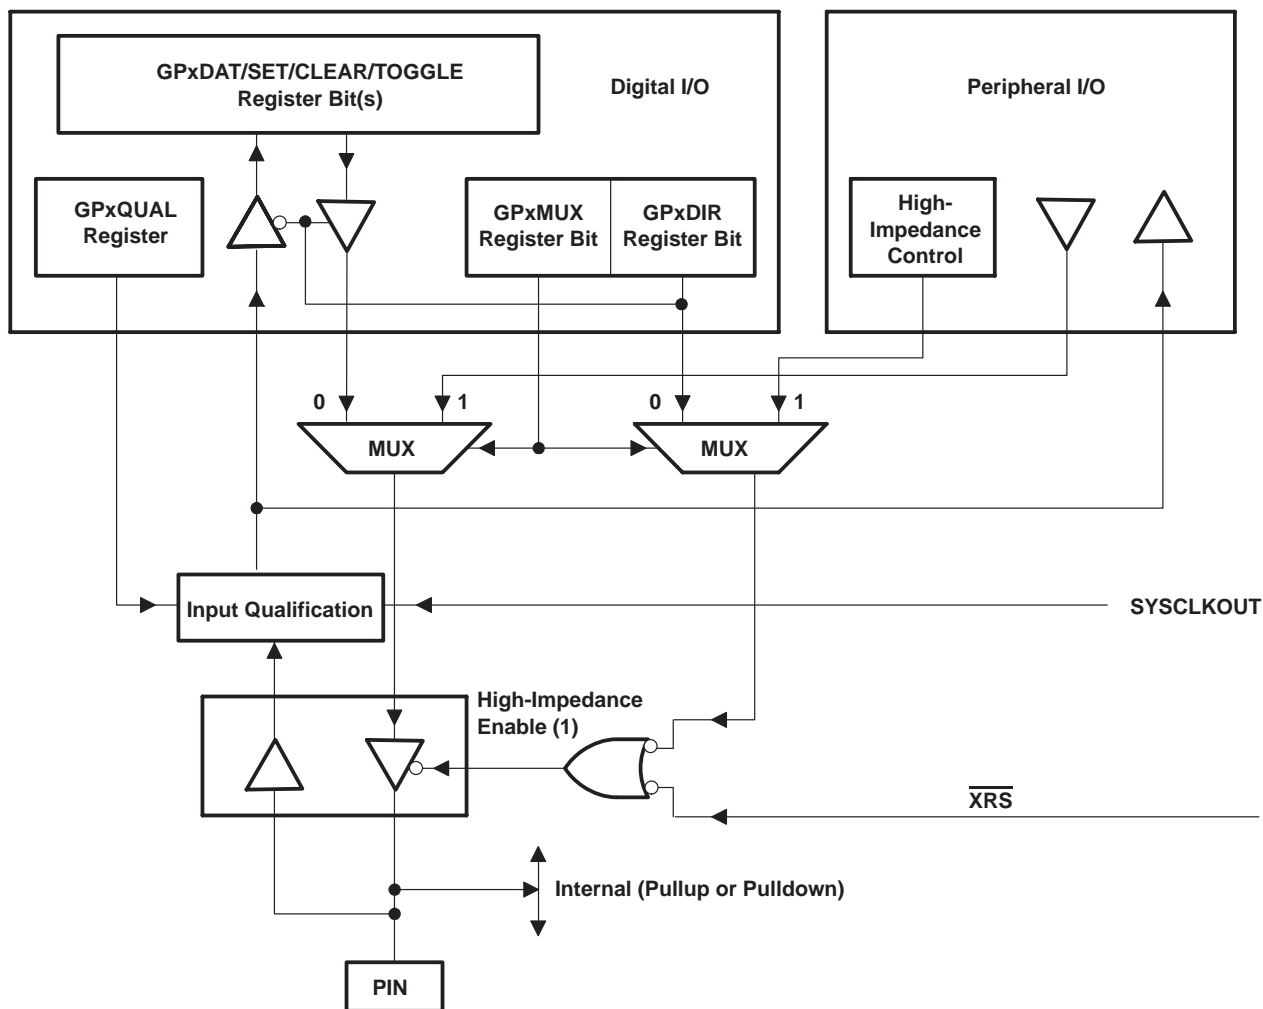 GPxDAT/SET/CLEAR/TOGGLE
Register Bit(s)
Digital I/O
Peripheral I/O
GPxQUAL
Register
GPxMUX
Register Bit
GPxDIR
Register Bit
High-
Impedance
Control
0
1
0
1
MUX
MUX
Input Qualification
SYSCLKOUT
High-Impedance
Enable (1)
XRS
Internal (Pullup or Pulldown)
PIN